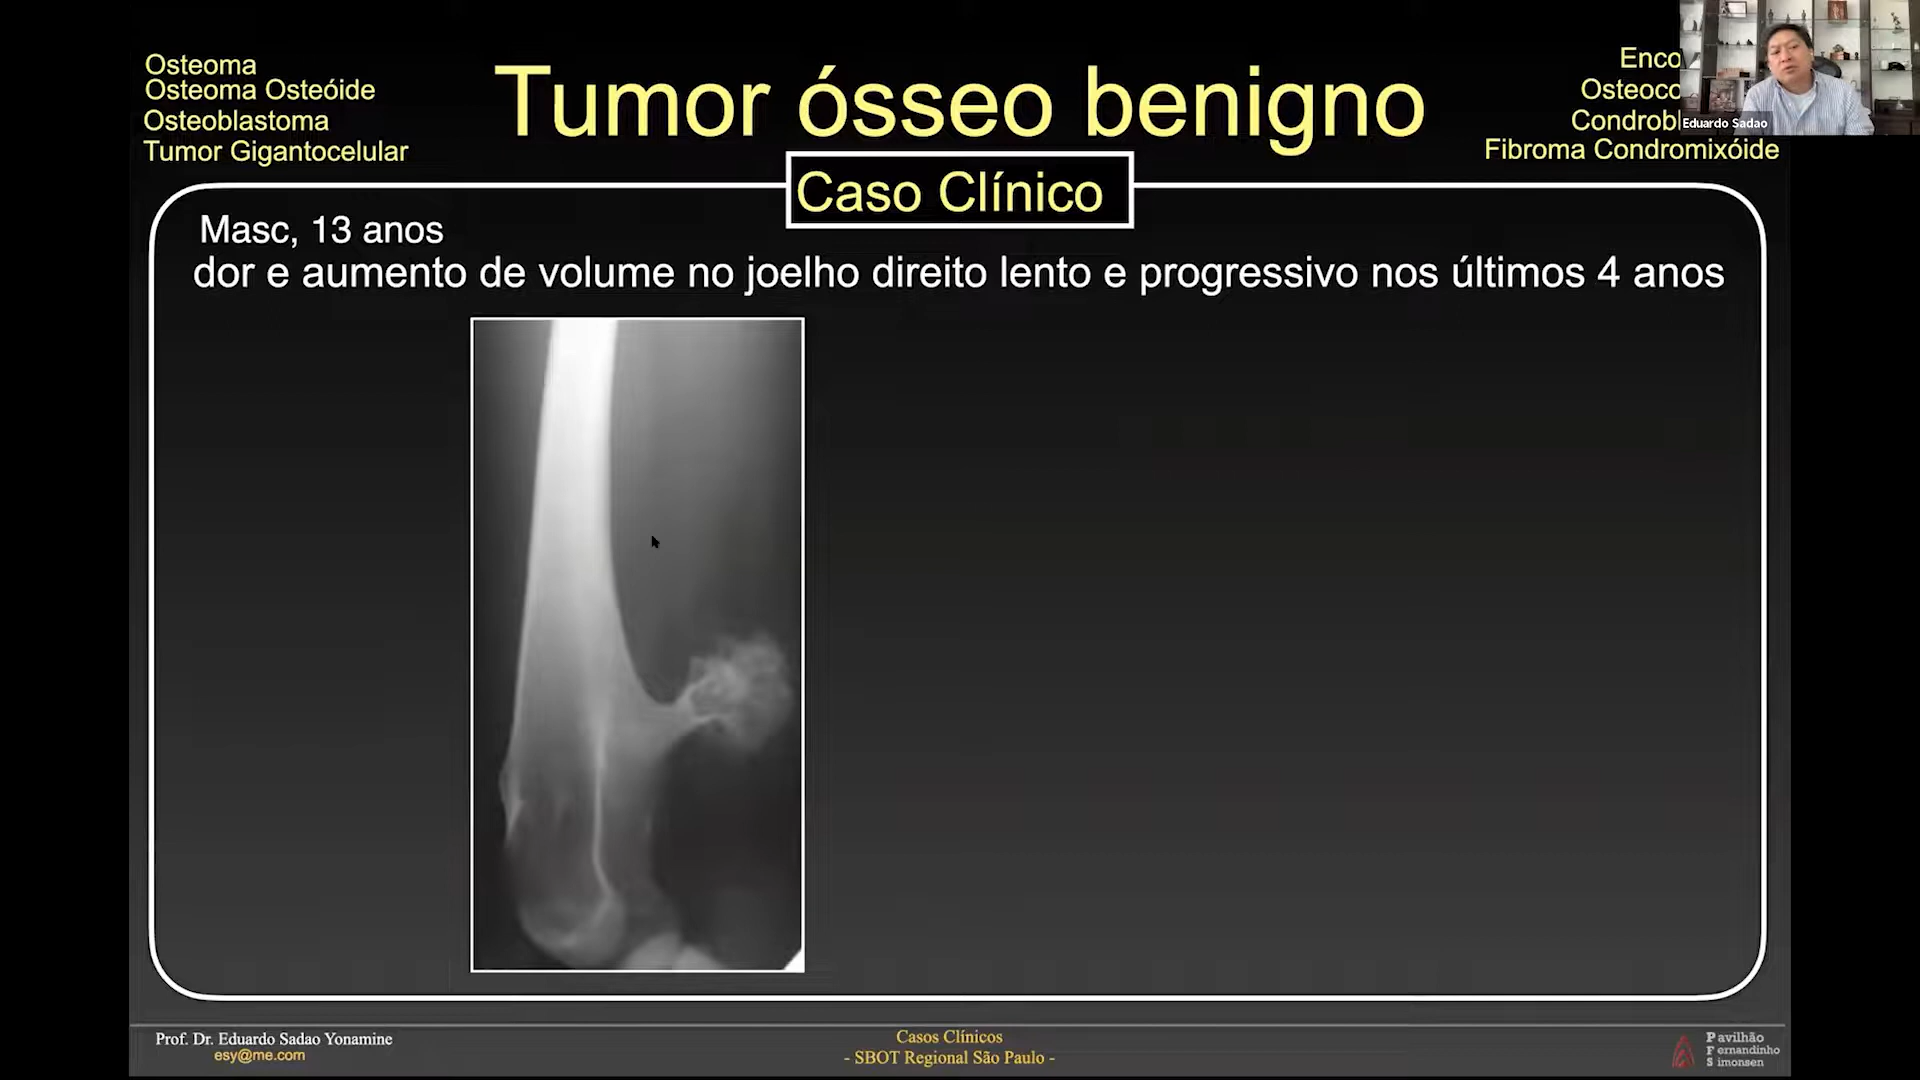 Osteoma
Osteoma Osteóide
Osteoblastoma
Tumor Gigantocelular
Tumor ósseo benigno
Fibroma Condromixóide
Eduardo Sadao
Caso Clínico
Masc, 13 anos
dor e aumento de volume no joelho direito lento e progressivo nos últimos 4 anos
Prof. Dr. Eduardo Sadao Yonamine
esy@me.com
Casos Clínicos
- SBOT Regional São Paulo -
Pavilhão
Fernandinho
Simonsen